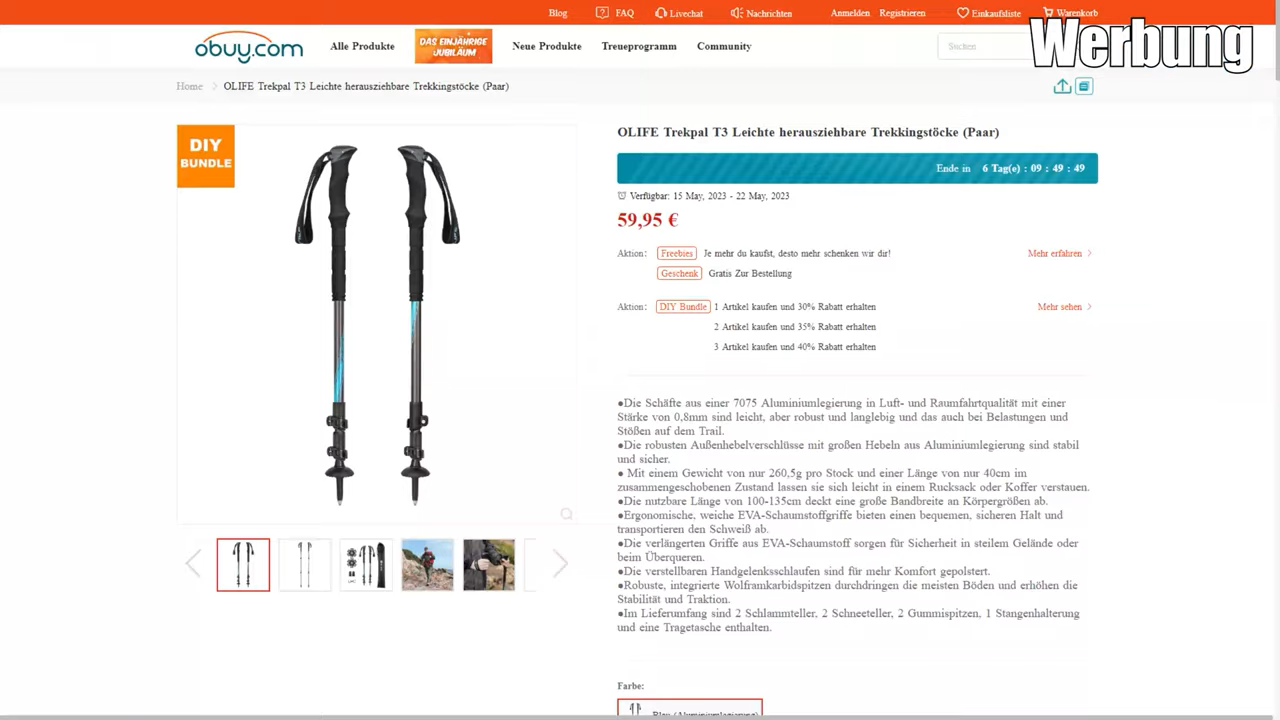 Blog FAQ Livechat Nachrichten Anmelden Registrieren Einkaufsliste Warenkorb
Werbung
obuy.com Alle Produkte DAS EINJÄHRIGE JUBILÄUM Neue Produkte Treueprogramm Community Suchen
Home OLIFE Trekpal T3 Leichte herausziehbare Trekkingstöcke (Paar)
DIY
BUNDLE
OLIFE Trekpal T3 Leichte herausziehbare Trekkingstöcke (Paar)
Ende in 6 Tag(e) : 09 : 49 : 49
Verfügbar: 15 May, 2023 - 22 May, 2023
59,95 €
Aktion: Freebies Je mehr du kaufst, desto mehr schenken wir dir! Mehr erfahren
Geschenk Gratis Zur Bestellung
Aktion: DIY Bundle 1 Artikel kaufen und 30% Rabatt erhalten Mehr sehen
2 Artikel kaufen und 35% Rabatt erhalten
3 Artikel kaufen und 40% Rabatt erhalten
●Die Schäfte aus einer 7075 Aluminiumlegierung in Luft- und Raumfahrtqualität mit einer
Stärke von 0,8mm sind leicht, aber robust und langlebig und das auch bei Belastungen und
Stößen auf dem Trail.
●Die robusten Außenhebelverschlüsse mit großen Hebeln aus Aluminiumlegierung sind stabil
und sicher.
● Mit einem Gewicht von nur 260,5g pro Stock und einer Länge von nur 40cm im
zusammengeschobenen Zustand lassen sie sich leicht in einem Rucksack oder Koffer verstauen.
●Die nutzbare Länge von 100-135cm deckt eine große Bandbreite an Körpergrößen ab.
●Ergonomische, weiche EVA-Schaumstoffgriffe bieten einen bequemen, sicheren Halt und
transportieren den Schweiß ab.
●Die verlängerten Griffe aus EVA-Schaumstoff sorgen für Sicherheit in steilem Gelände oder
beim Überqueren.
●Die verstellbaren Handgelenksschlaufen sind für mehr Komfort gepolstert.
●Robuste, integrierte Wolframkarbidspitzen durchdringen die meisten Böden und erhöhen die
Stabilität und Traktion.
●Im Lieferumfang sind 2 Schlammteller, 2 Schneeteller, 2 Gummispitzen, 1 Stangenhalterung
und eine Tragetasche enthalten.
Farbe:
Blau (Aluminiumlegierung)